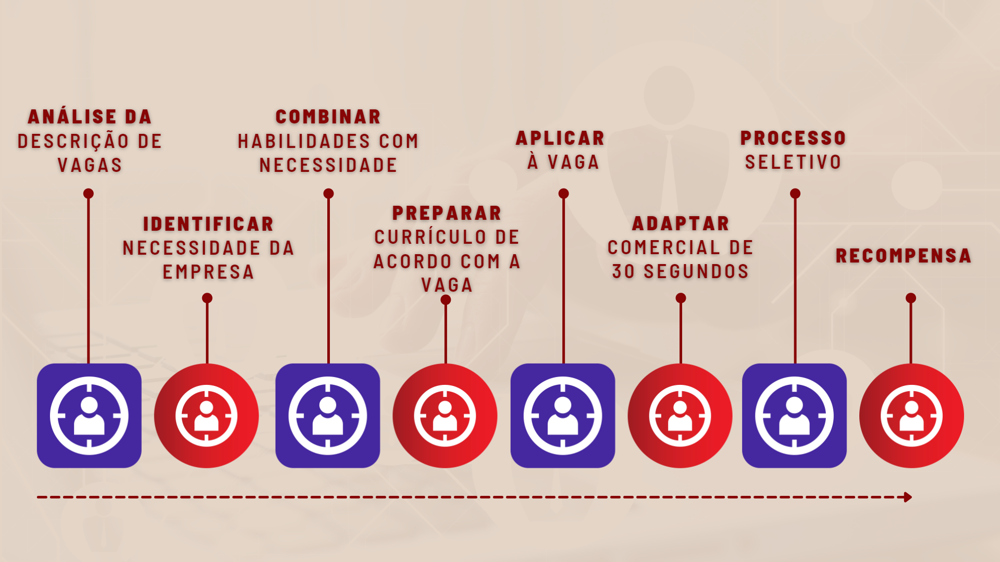 ANÁLISE DA
DESCRIÇÃO DE
VAGAS
IDENTIFICAR
NECESSIDADE DA
EMPRESA
COMBINAR
HABILIDADES COM
NECESSIDADE
PREPARAR
CURRÍCULO DE
ACORDO COM A
VAGA
APLICAR
À VAGA
ADAPTAR
COMERCIAL DE
30 SEGUNDOS
PROCESSO
SELETIVO
RECOMPENSA